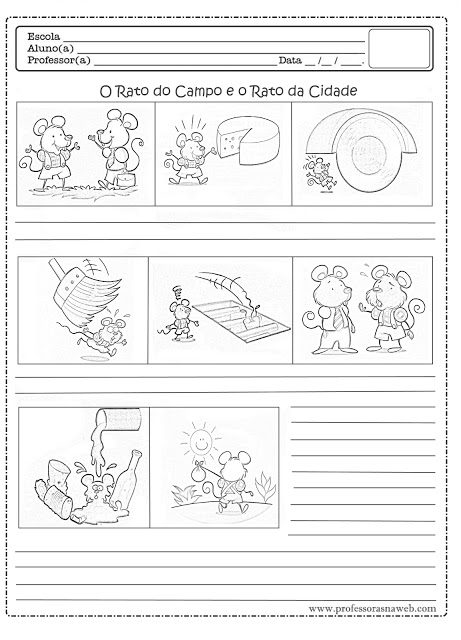 Escola
Aluno(a)
Professor(a) Data __/__/____.
O Rato do Campo e o Rato da Cidade
www.professorasnaweb.com